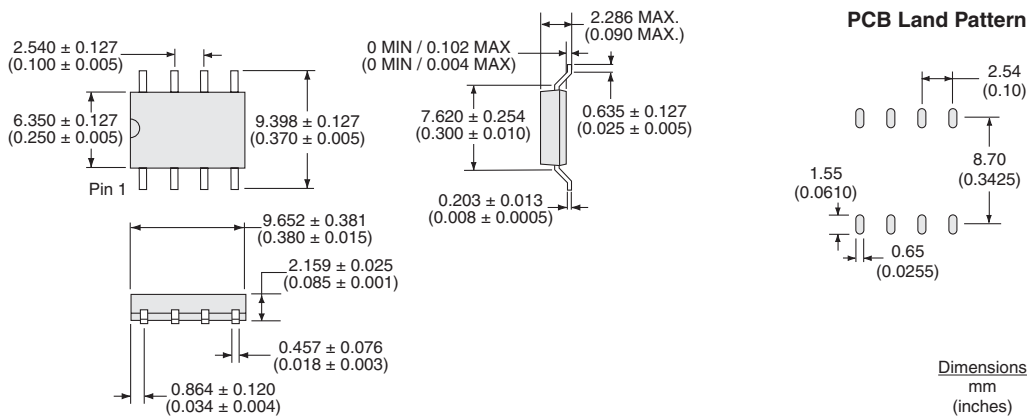 2.540 ± 0.127
(0.100 ± 0.005)
6.350 ± 0.127
(0.250 ± 0.005)
9.398 ± 0.127
(0.370 ± 0.005)
Pin 1
9.652 ± 0.381
(0.380 ± 0.015)
2.159 ± 0.025
(0.085 ± 0.001)
0.457 ± 0.076
(0.018 ± 0.003)
0.864 ± 0.120
(0.034 ± 0.004)
2.286 MAX.
(0.090 MAX.)
0 MIN / 0.102 MAX
(0 MIN / 0.004 MAX)
7.620 ± 0.254
(0.300 ± 0.010)
0.635 ± 0.127
(0.025 ± 0.005)
0.203 ± 0.013
(0.008 ± 0.0005)
PCB Land Pattern
2.54
(0.10)
8.70
(0.3425)
1.55
(0.0610)
0.65
(0.0255)
Dimensions
mm
(inches)